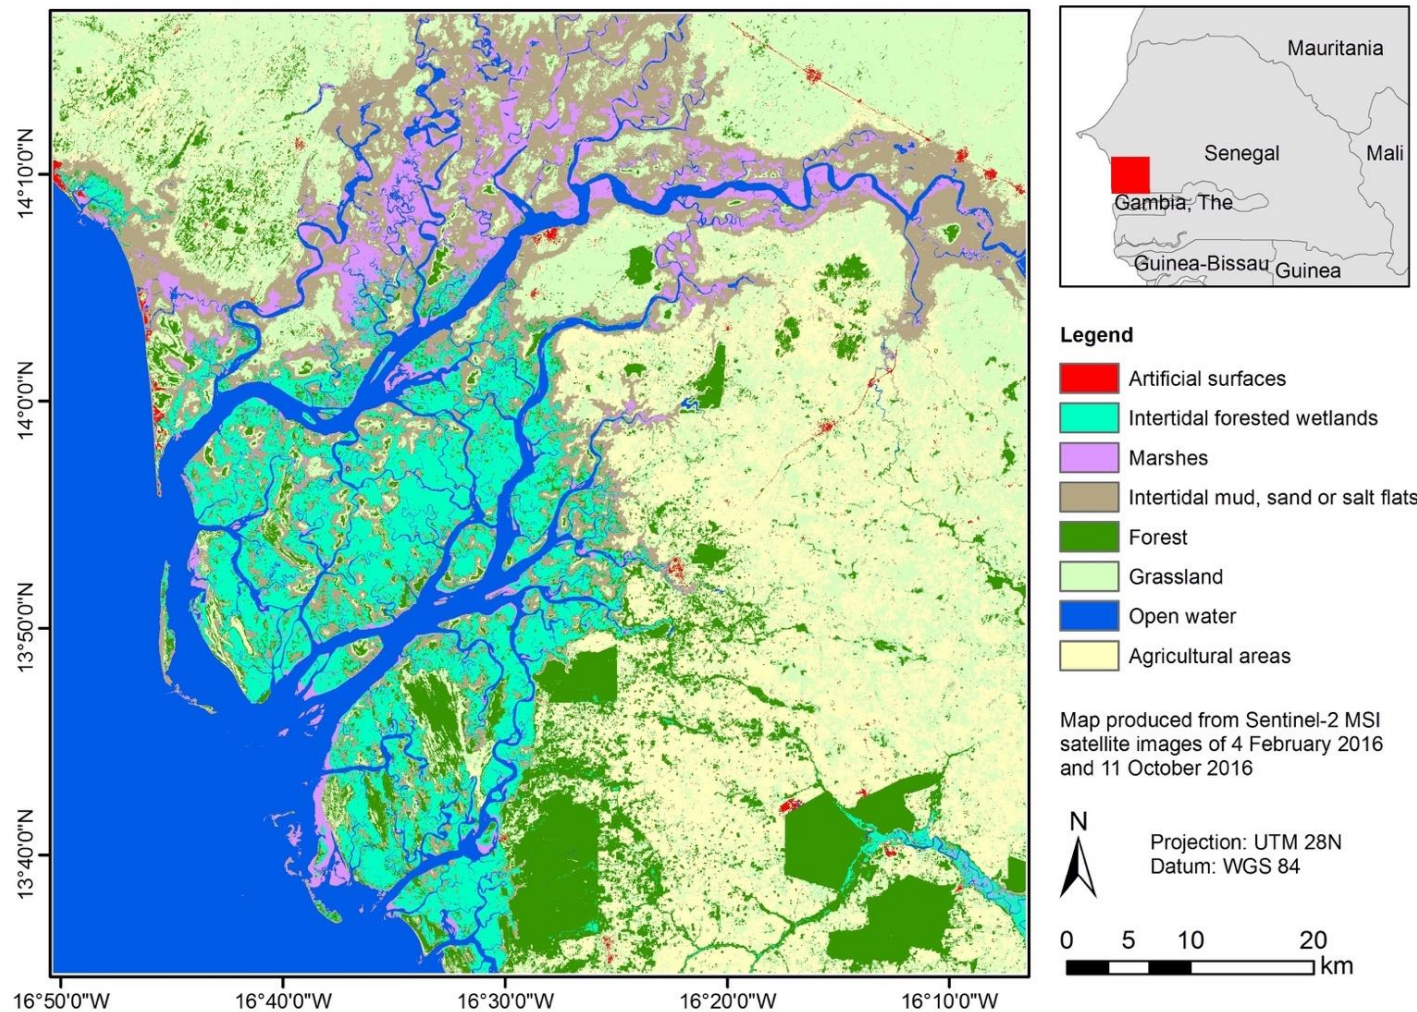 14°10'0"N
14°0'0"N
13°50'0"N
13°40'0"N
16°50'0"W
16°40'0"W
16°30'0"W
16°20'0"W
16°10'0"W
Mauritania
Senegal
Mali
Gambia, The
Guinea-Bissau
Guinea
Legend
Artificial surfaces
Intertidal forested wetlands
Marshes
Intertidal mud, sand or salt flats
Forest
Grassland
Open water
Agricultural areas
Map produced from Sentinel-2 MSI
satellite images of 4 February 2016
and 11 October 2016
N
Projection: UTM 28N
Datum: WGS 84
0 5 10 20
km